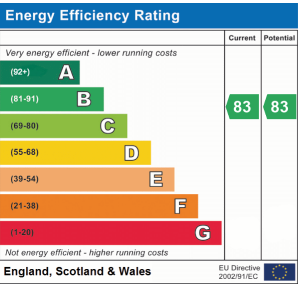 Energy Efficiency Rating
Current Potential
Very energy efficient - lower running costs
(92+) A
(81-91) B 83 83
(69-80) C
(55-68) D
(39-54) E
(21-38) F
(1-20) G
Not energy efficient - higher running costs
England, Scotland & Wales
EU Directive
2002/91/EC